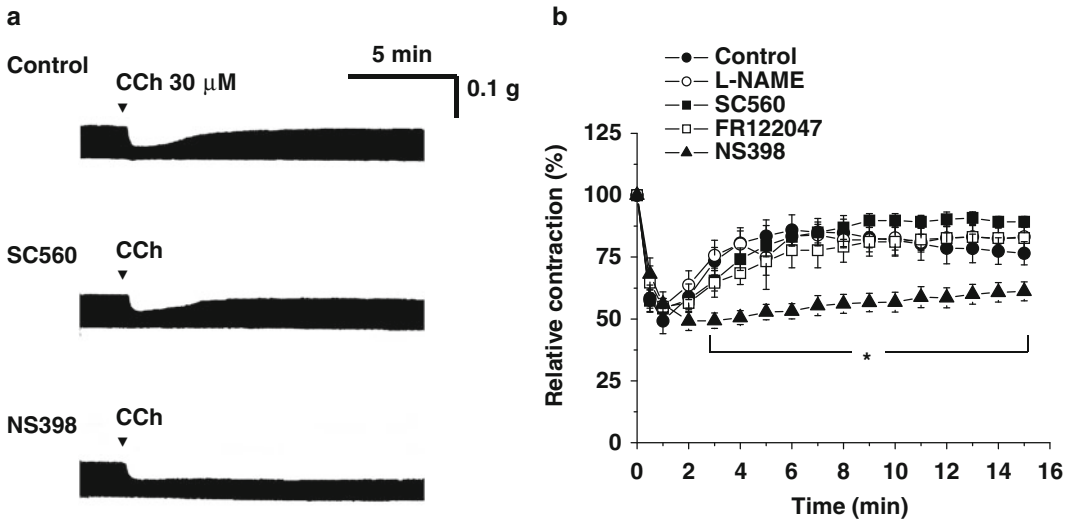 a
Control
CCh 30 μM
5 min
0.1 g
SC560
CCh
NS398
CCh
b
Control
L-NAME
SC560
FR122047
NS398
Relative contraction (%)
125
100
75
50
25
0
*
0 2 4 6 8 10 12 14 16
Time (min)